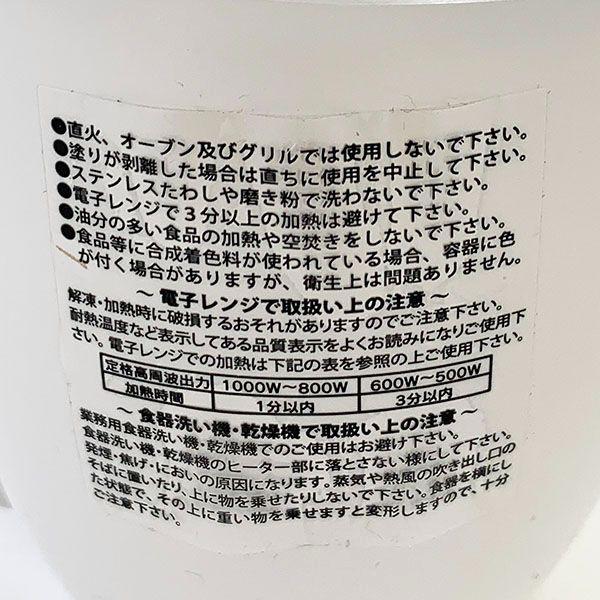 ●直火、オーブン及びグリルでは使用しないで下さい。
●塗りが剥離した場合は直ちに使用を中止して下さい。
●ステンレスたわしや磨き粉で洗わないで下さい。
●電子レンジで3分以上の加熱は避けて下さい。
●油分の多い食品の加熱や空焚きをしないで下さい。
●食品等に合成着色料が使われている場合、容器に色
が付く場合がありますが、衛生上は問題ありません。
～電子レンジで取扱い上の注意～
解凍・加熱時に破損するおそれがありますのでご注意下さい。
耐熱温度など表示してある品質表示をよくお読みになりご使用下
さい。電子レンジでの加熱は下記の表を参照の上ご使用下さい。
定格高周波出力 1000W～800W 600W～500W
加熱時間 1分以内 3分以内
～食器洗い機・乾燥機で取扱い上の注意～
業務用食器洗い機・乾燥機でのご使用はお避け下さい。
食器洗い機・乾燥機のヒーター部に落とさない様にして下さい。
発煙・焦げ・においの原因になります。蒸気や熱風の吹き出し口の
そばに置いたり、上に物を乗せたりしないで下さい。食器を横にし
た状態で、その上に重い物を乗せますと変形しますので、十分
ご注意下さい。